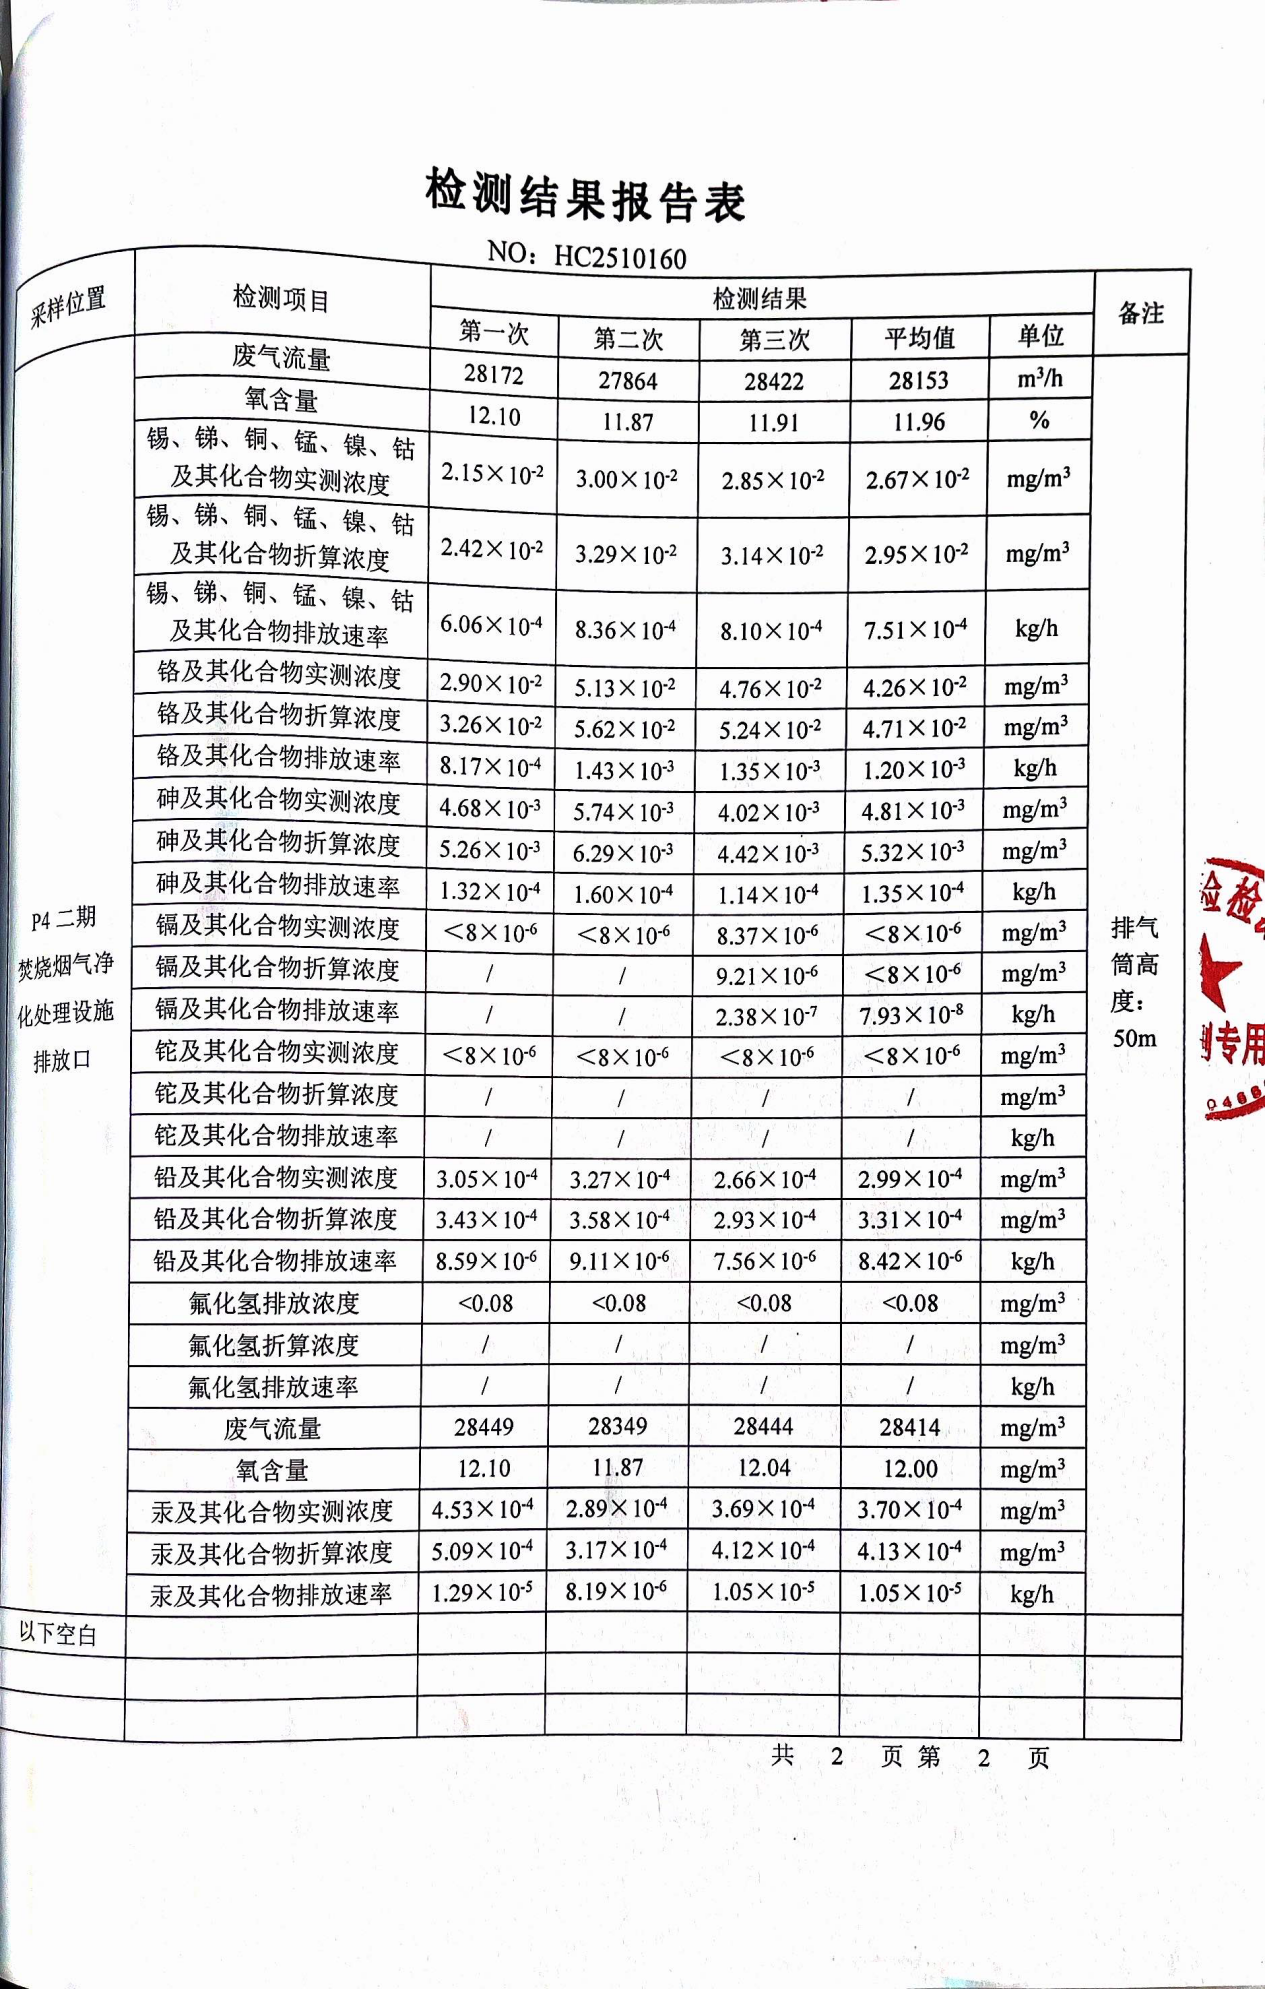 检测结果报告表
NO：HC2510160
采样位置 检测项目 检测结果 备注
第一次 第二次 第三次 平均值 单位
废气流量 28172 27864 28422 28153 m³/h
氧含量 12.10 11.87 11.91 11.96 %
锡、锑、铜、锰、镍、钴
及其化合物实测浓度 2.15×10⁻² 3.00×10⁻² 2.85×10⁻² 2.67×10⁻² mg/m³
锡、锑、铜、锰、镍、钴
及其化合物折算浓度 2.42×10⁻² 3.29×10⁻² 3.14×10⁻² 2.95×10⁻² mg/m³
锡、锑、铜、锰、镍、钴
及其化合物排放速率 6.06×10⁻⁴ 8.36×10⁻⁴ 8.10×10⁻⁴ 7.51×10⁻⁴ kg/h
铬及其化合物实测浓度 2.90×10⁻² 5.13×10⁻² 4.76×10⁻² 4.26×10⁻² mg/m³
铬及其化合物折算浓度 3.26×10⁻² 5.62×10⁻² 5.24×10⁻² 4.71×10⁻² mg/m³
铬及其化合物排放速率 8.17×10⁻⁴ 1.43×10⁻³ 1.35×10⁻³ 1.20×10⁻³ kg/h
砷及其化合物实测浓度 4.68×10⁻³ 5.74×10⁻³ 4.02×10⁻³ 4.81×10⁻³ mg/m³
砷及其化合物折算浓度 5.26×10⁻³ 6.29×10⁻³ 4.42×10⁻³ 5.32×10⁻³ mg/m³
砷及其化合物排放速率 1.32×10⁻⁴ 1.60×10⁻⁴ 1.14×10⁻⁴ 1.35×10⁻⁴ kg/h
镉及其化合物实测浓度 <8×10⁻⁶ <8×10⁻⁶ 8.37×10⁻⁶ <8×10⁻⁶ mg/m³
镉及其化合物折算浓度 / / 9.21×10⁻⁶ <8×10⁻⁶ mg/m³
镉及其化合物排放速率 / / 2.38×10⁻⁷ 7.93×10⁻⁸ kg/h
铊及其化合物实测浓度 <8×10⁻⁶ <8×10⁻⁶ <8×10⁻⁶ <8×10⁻⁶ mg/m³
铊及其化合物折算浓度 / / / / mg/m³
铊及其化合物排放速率 / / / / kg/h
铅及其化合物实测浓度 3.05×10⁻⁴ 3.27×10⁻⁴ 2.66×10⁻⁴ 2.99×10⁻⁴ mg/m³
铅及其化合物折算浓度 3.43×10⁻⁴ 3.58×10⁻⁴ 2.93×10⁻⁴ 3.31×10⁻⁴ mg/m³
铅及其化合物排放速率 8.59×10⁻⁶ 9.11×10⁻⁶ 7.56×10⁻⁶ 8.42×10⁻⁶ kg/h
氟化氢排放浓度 <0.08 <0.08 <0.08 <0.08 mg/m³
氟化氢折算浓度 / / / / mg/m³
氟化氢排放速率 / / / / kg/h
废气流量 28449 28349 28444 28414 mg/m³
氧含量 12.10 11.87 12.04 12.00 mg/m³
汞及其化合物实测浓度 4.53×10⁻⁴ 2.89×10⁻⁴ 3.69×10⁻⁴ 3.70×10⁻⁴ mg/m³
汞及其化合物折算浓度 5.09×10⁻⁴ 3.17×10⁻⁴ 4.12×10⁻⁴ 4.13×10⁻⁴ mg/m³
汞及其化合物排放速率 1.29×10⁻⁵ 8.19×10⁻⁶ 1.05×10⁻⁵ 1.05×10⁻⁵ kg/h
P4 二期
焚烧烟气净
化处理设施
排放口
排气
筒高
度：
50m
以下空白
共 2 页 第 2 页
检
专用